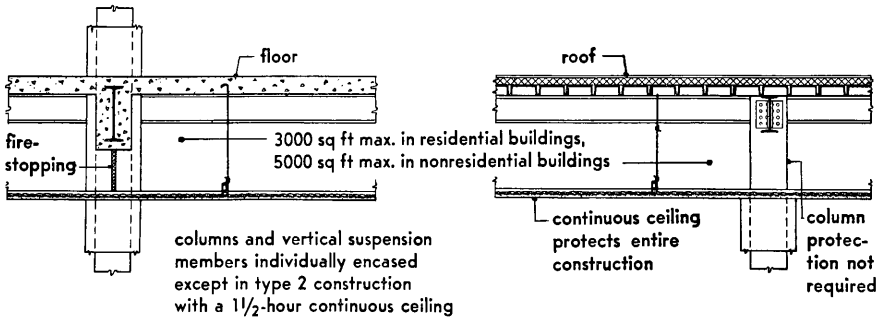 floor
roof
fire-
stopping
3000 sq ft max. in residential buildings,
5000 sq ft max. in nonresidential buildings
columns and vertical suspension
members individually encased
except in type 2 construction
with a 1½-hour continuous ceiling
continuous ceiling
protects entire
construction
column
protec-
tion not
required